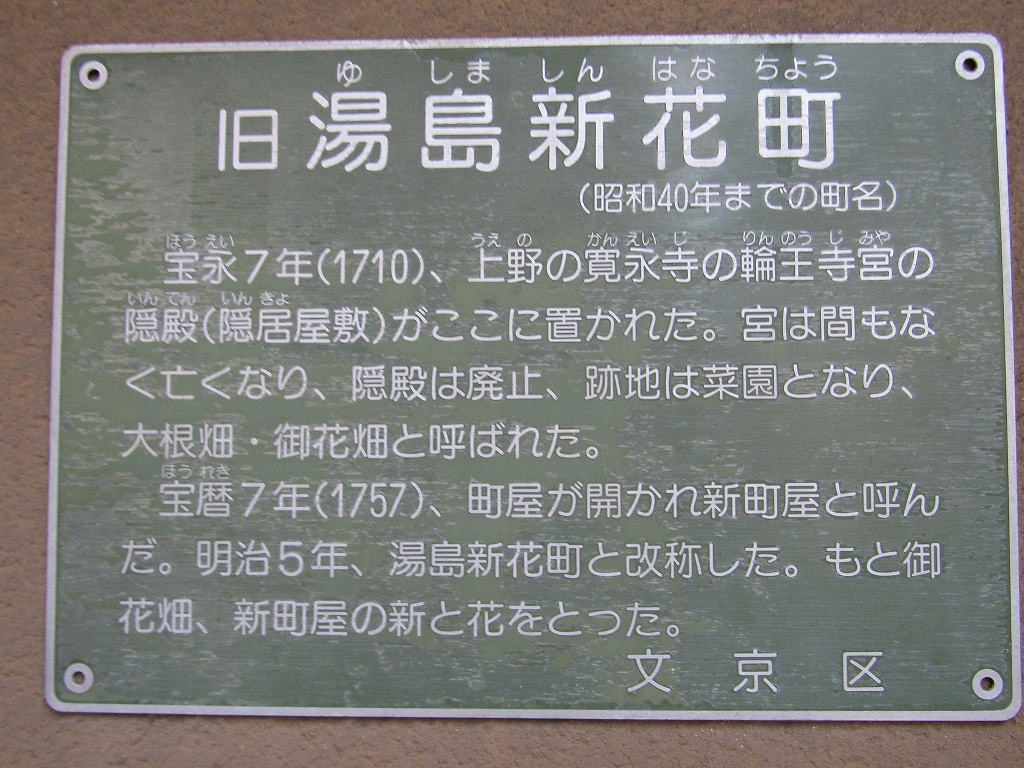 ゆ しま しん はな ちょう
旧湯島新花町
(昭和40年までの町名)
ほう えい うえ の かん えい じ りん のう じ みや
宝永7年(1710)、上野の寛永寺の輪王寺宮の
いん でん いん きょ
隠殿(隠居屋敷)がここに置かれた。宮は間もな
く亡くなり、隠殿は廃止、跡地は菜園となり、
大根畑・御花畑と呼ばれた。
ほう れき
宝暦7年(1757)、町屋が開かれ新町屋と呼ん
だ。明治5年、湯島新花町と改称した。もと御
花畑、新町屋の新と花をとった。
文京区